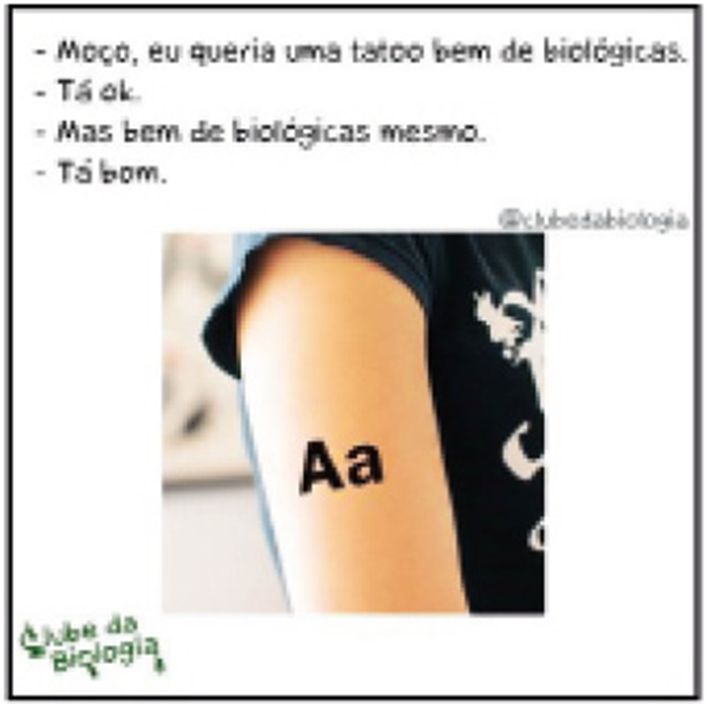 - Moço, eu queria uma tatoo bem de biológicas.
- Tá ok.
- Mas bem de biológicas mesmo.
- Tá bom.
@clubedabiologia
Aa
Clube da
Biologia